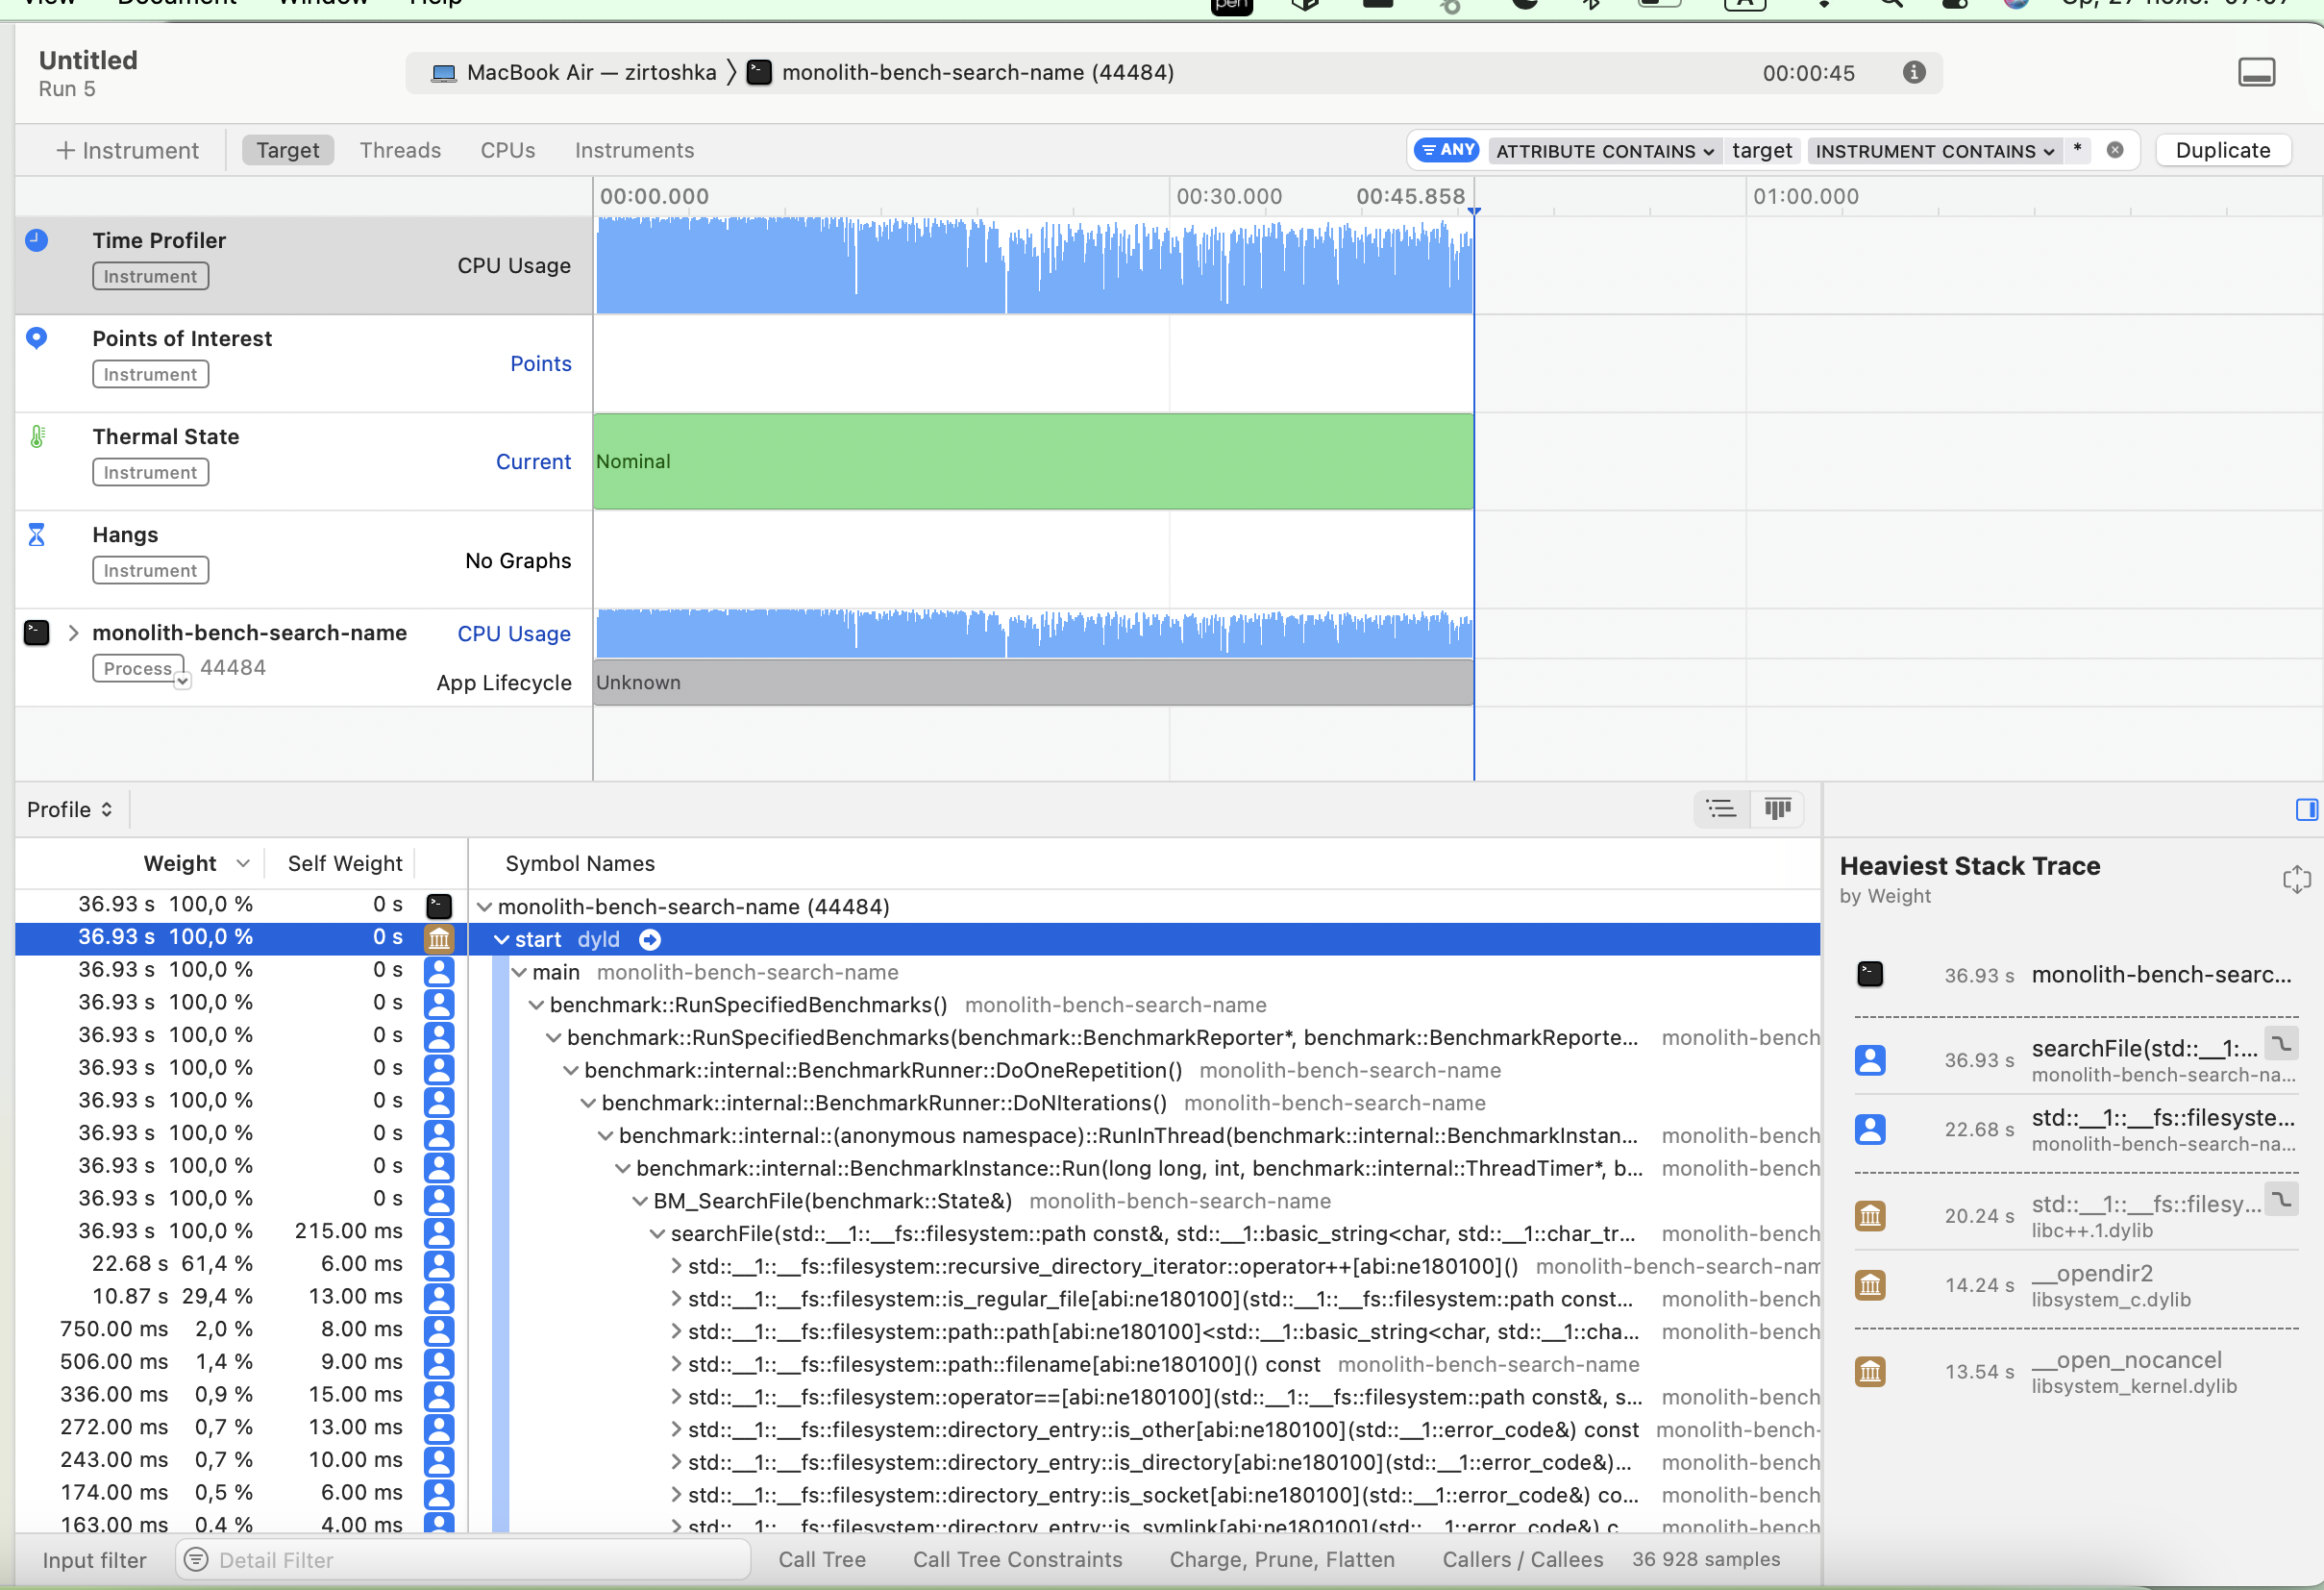 View Document Window Help
pen
A
Untitled
Run 5
MacBook Air — zirtoshka 〉 monolith-bench-search-name (44484)
00:00:45
+ Instrument Target Threads CPUs Instruments
ANY ATTRIBUTE CONTAINS target INSTRUMENT CONTAINS *
Duplicate
00:00.000 00:30.000 00:45.858 01:00.000
Time Profiler
Instrument
CPU Usage
Points of Interest
Instrument
Points
Thermal State
Instrument
Current
Nominal
Hangs
Instrument
No Graphs
monolith-bench-search-name
CPU Usage
Process 44484
App Lifecycle
Unknown
Profile
Weight Self Weight Symbol Names
36.93 s 100,0 % 0 s monolith-bench-search-name (44484)
36.93 s 100,0 % 0 s start dyld
36.93 s 100,0 % 0 s main monolith-bench-search-name
36.93 s 100,0 % 0 s benchmark::RunSpecifiedBenchmarks() monolith-bench-search-name
36.93 s 100,0 % 0 s benchmark::RunSpecifiedBenchmarks(benchmark::BenchmarkReporter*, benchmark::BenchmarkReporte... monolith-bench
36.93 s 100,0 % 0 s benchmark::internal::BenchmarkRunner::DoOneRepetition() monolith-bench-search-name
36.93 s 100,0 % 0 s benchmark::internal::BenchmarkRunner::DoNIterations() monolith-bench-search-name
36.93 s 100,0 % 0 s benchmark::internal::(anonymous namespace)::RunInThread(benchmark::internal::BenchmarkInstan... monolith-bench
36.93 s 100,0 % 0 s benchmark::internal::BenchmarkInstance::Run(long long, int, benchmark::internal::ThreadTimer*, b... monolith-bench
36.93 s 100,0 % 0 s BM_SearchFile(benchmark::State&) monolith-bench-search-name
36.93 s 100,0 % 215.00 ms searchFile(std::__1::__fs::filesystem::path const&, std::__1::basic_string<char, std::__1::char_tr... monolith-bench
22.68 s 61,4 % 6.00 ms std::__1::__fs::filesystem::recursive_directory_iterator::operator++[abi:ne180100]() monolith-bench-search-nam
10.87 s 29,4 % 13.00 ms std::__1::__fs::filesystem::is_regular_file[abi:ne180100](std::__1::__fs::filesystem::path const... monolith-bench
750.00 ms 2,0 % 8.00 ms std::__1::__fs::filesystem::path::path[abi:ne180100]<std::__1::basic_string<char, std::__1::cha... monolith-bench
506.00 ms 1,4 % 9.00 ms std::__1::__fs::filesystem::path::filename[abi:ne180100]() const monolith-bench-search-name
336.00 ms 0,9 % 15.00 ms std::__1::__fs::filesystem::operator==[abi:ne180100](std::__1::__fs::filesystem::path const&, s... monolith-bench
272.00 ms 0,7 % 13.00 ms std::__1::__fs::filesystem::directory_entry::is_other[abi:ne180100](std::__1::error_code&) const monolith-bench-
243.00 ms 0,7 % 10.00 ms std::__1::__fs::filesystem::directory_entry::is_directory[abi:ne180100](std::__1::error_code&)... monolith-bench
174.00 ms 0,5 % 6.00 ms std::__1::__fs::filesystem::directory_entry::is_socket[abi:ne180100](std::__1::error_code&) co... monolith-bench
163.00 ms 0,4 % 4.00 ms std::__1::__fs::filesystem::directory_entry::is_symlink[abi:ne180100](std::__1::error_code&) c... monolith-bench
Heaviest Stack Trace
by Weight
36.93 s monolith-bench-searc...
36.93 s searchFile(std::__1:...
monolith-bench-search-na...
22.68 s std::__1::__fs::filesyste...
monolith-bench-search-na...
20.24 s std::__1::__fs::filesy...
libc++.1.dylib
14.24 s __opendir2
libsystem_c.dylib
13.54 s __open_nocancel
libsystem_kernel.dylib
Input filter Detail Filter Call Tree Call Tree Constraints Charge, Prune, Flatten Callers / Callees 36 928 samples